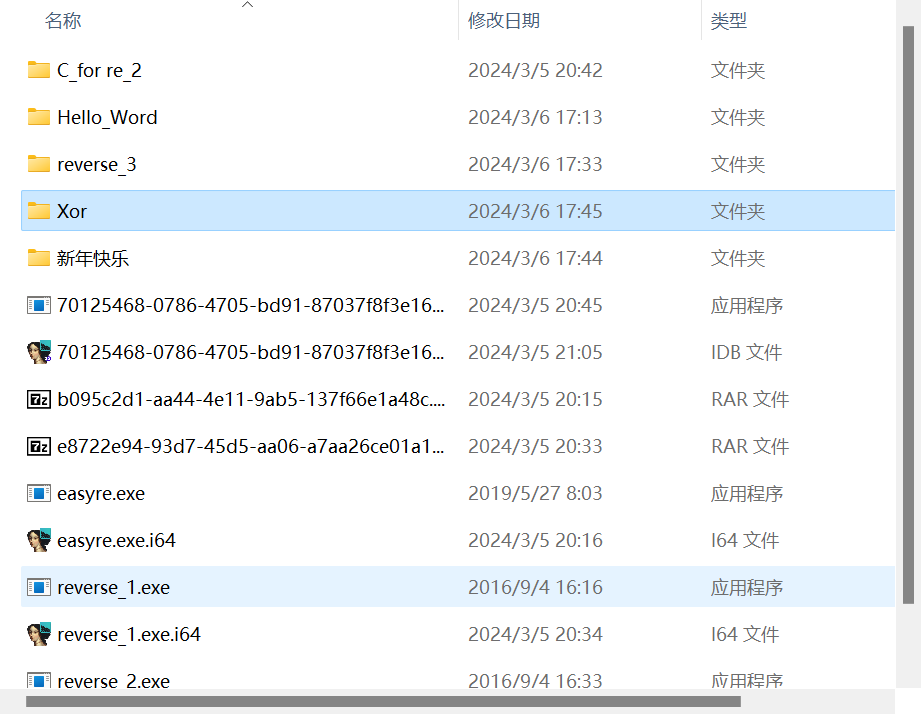 名称 修改日期 类型
C_for re_2 2024/3/5 20:42 文件夹
Hello_Word 2024/3/6 17:13 文件夹
reverse_3 2024/3/6 17:33 文件夹
Xor 2024/3/6 17:45 文件夹
新年快乐 2024/3/6 17:44 文件夹
70125468-0786-4705-bd91-87037f8f3e16... 2024/3/5 20:45 应用程序
70125468-0786-4705-bd91-87037f8f3e16... 2024/3/5 21:05 IDB 文件
b095c2d1-aa44-4e11-9ab5-137f66e1a48c.... 2024/3/5 20:15 RAR 文件
e8722e94-93d7-45d5-aa06-a7aa26ce01a1... 2024/3/5 20:33 RAR 文件
easyre.exe 2019/5/27 8:03 应用程序
easyre.exe.i64 2024/3/5 20:16 I64 文件
reverse_1.exe 2016/9/4 16:16 应用程序
reverse_1.exe.i64 2024/3/5 20:34 I64 文件
reverse_2.exe 2016/9/4 16:33 应用程序